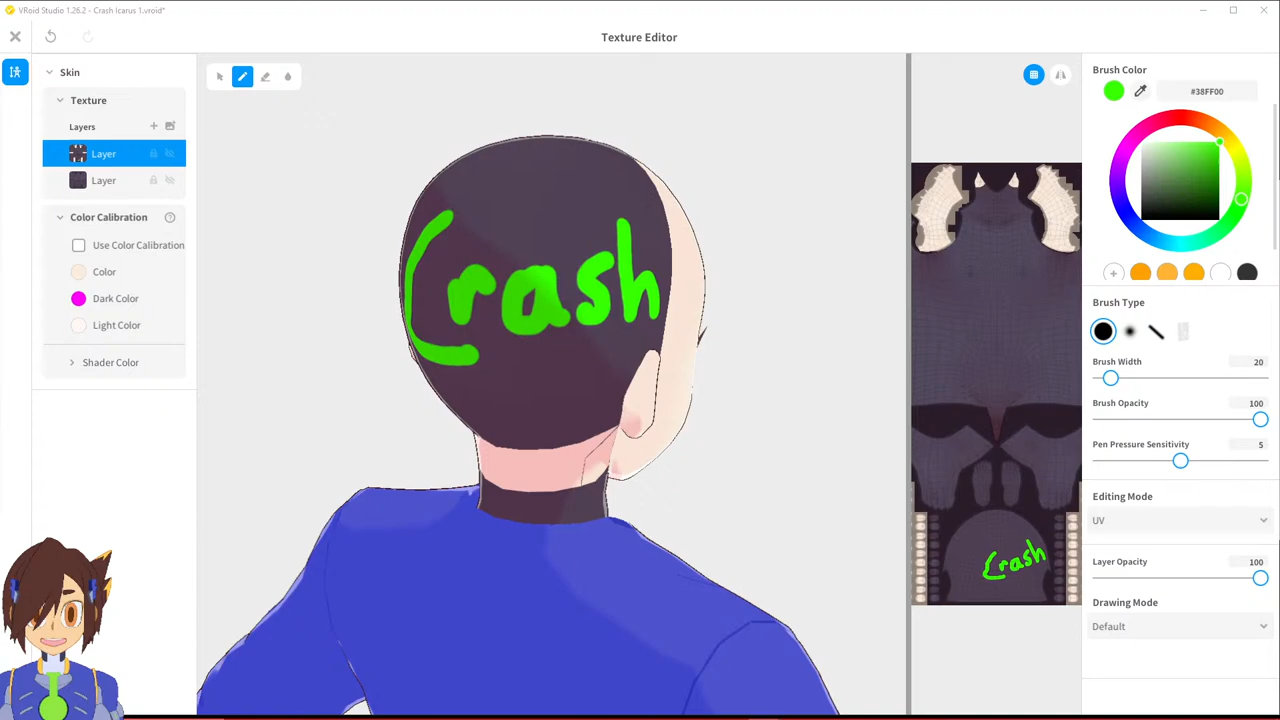 VRoid Studio 1.26.2 - Crash Icarus 1.vroid*
Texture Editor
Skin
Texture
Layers
Layer
Layer
Color Calibration
Use Color Calibration
Color
Dark Color
Light Color
Shader Color
Crash
Crash
Brush Color
#38FF00
Brush Type
Brush Width 20
Brush Opacity 100
Pen Pressure Sensitivity 5
Editing Mode
UV
Layer Opacity 100
Drawing Mode
Default